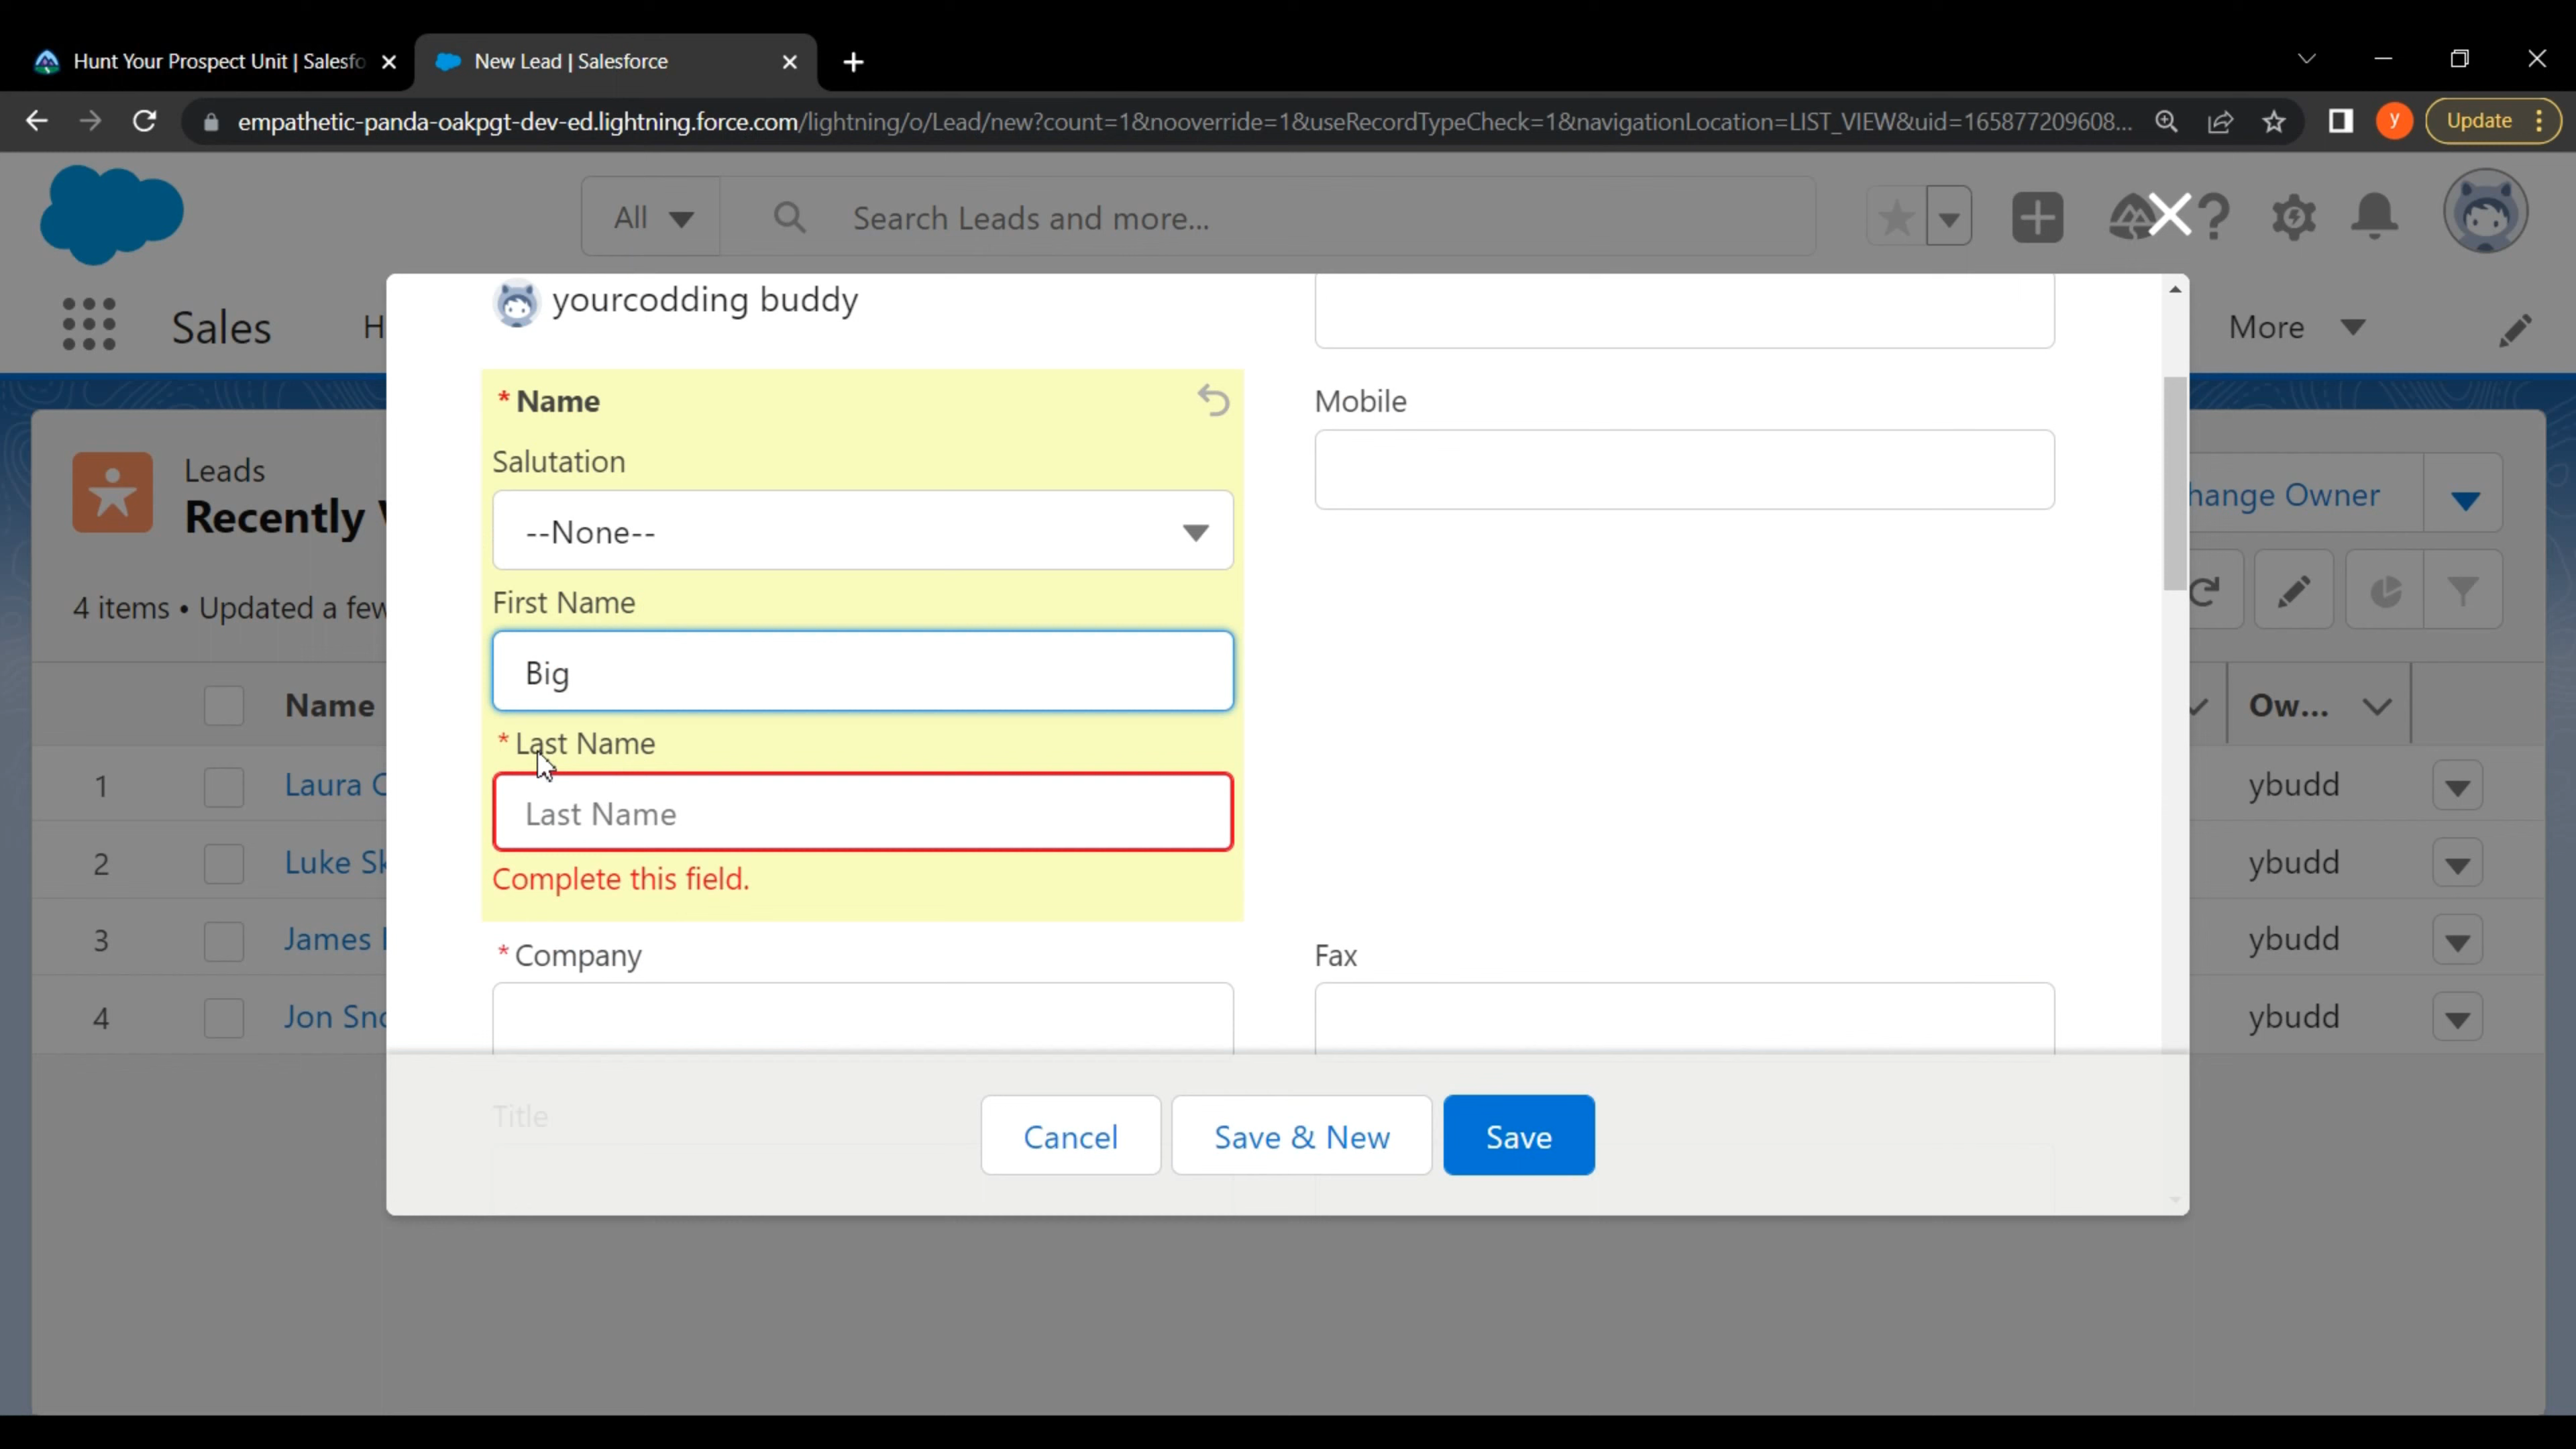 Hunt Your Prospect Unit | Salesfo
New Lead | Salesforce
empathetic-panda-oakpgt-dev-ed.lightning.force.com/lightning/o/Lead/new?count=1&nooverride=1&useRecordTypeCheck=1&navigationLocation=LIST_VIEW&uid=165877209608...
y
Update
All
Search Leads and more...
Sales
H
More
yourcodding buddy
* Name
Mobile
Salutation
--None--
First Name
Big
* Last Name
Last Name
Complete this field.
* Company
Fax
Title
Cancel
Save & New
Save
Leads
Recently V
4 items • Updated a few
hange Owner
Name
Ow...
1
Laura C
ybudd
2
Luke Sk
ybudd
3
James
ybudd
4
Jon Sno
ybudd